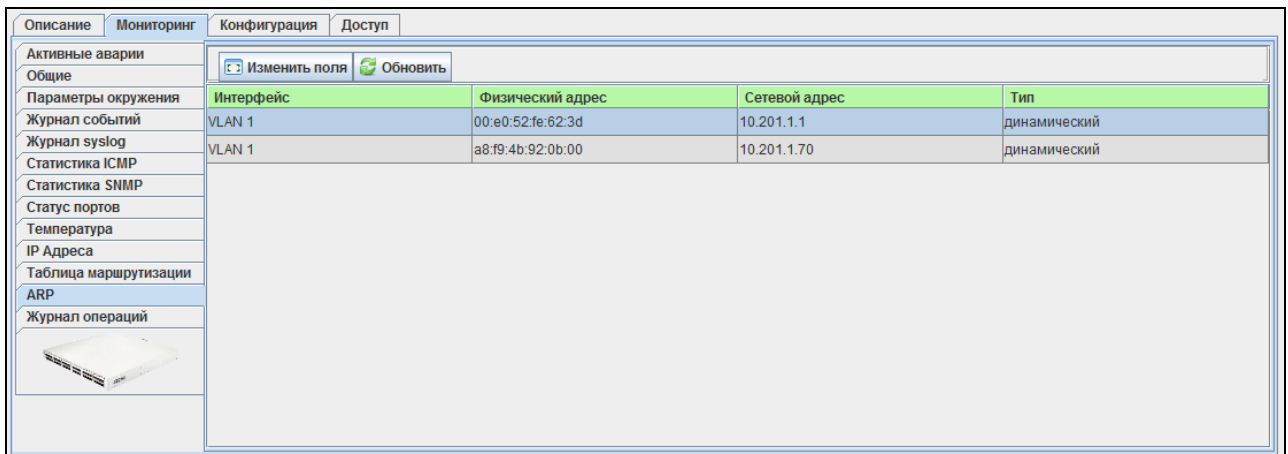 Описание Мониторинг Конфигурация Доступ
Активные аварии
Общие
Параметры окружения
Журнал событий
Журнал syslog
Статистика ICMP
Статистика SNMP
Статус портов
Температура
IP Адреса
Таблица маршрутизации
ARP
Журнал операций
Изменить поля Обновить
Интерфейс Физический адрес Сетевой адрес Тип
VLAN 1 00:e0:52:fe:62:3d 10.201.1.1 динамический
VLAN 1 a8:f9:4b:92:0b:00 10.201.1.70 динамический